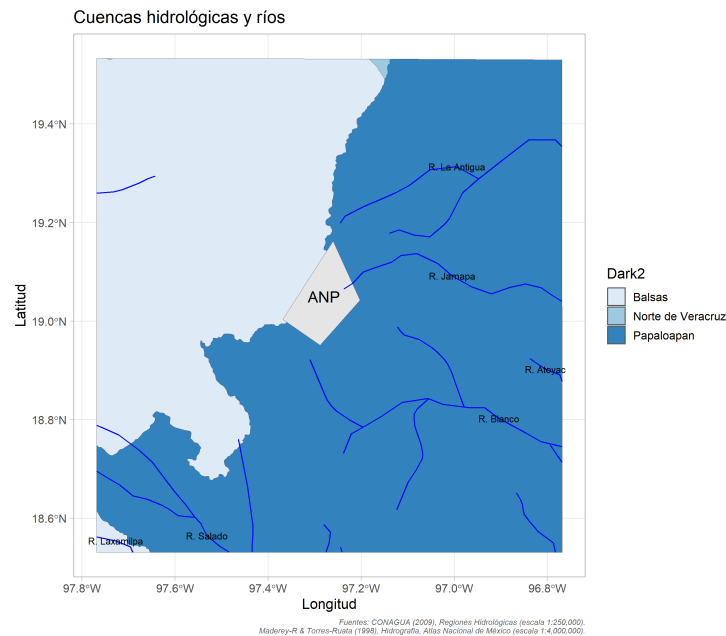 Cuencas hidrológicas y ríos
19.4°N
19.2°N
19.0°N
18.8°N
18.6°N
Latitud
R. La Antigua
R. Jamapa
ANP
R. Atoyac
R. Blanco
R. Salado
R. Laxamilpa
97.8°W
97.6°W
97.4°W
97.2°W
97.0°W
96.8°W
Longitud
Dark2
Balsas
Norte de Veracruz
Papaloapan
Fuentes: CONAGUA (2009), Regiones Hidrológicas (escala 1:250,000).
Maderey-R & Torres-Ruata (1998), Hidrografía, Atlas Nacional de México (escala 1:4,000,000).